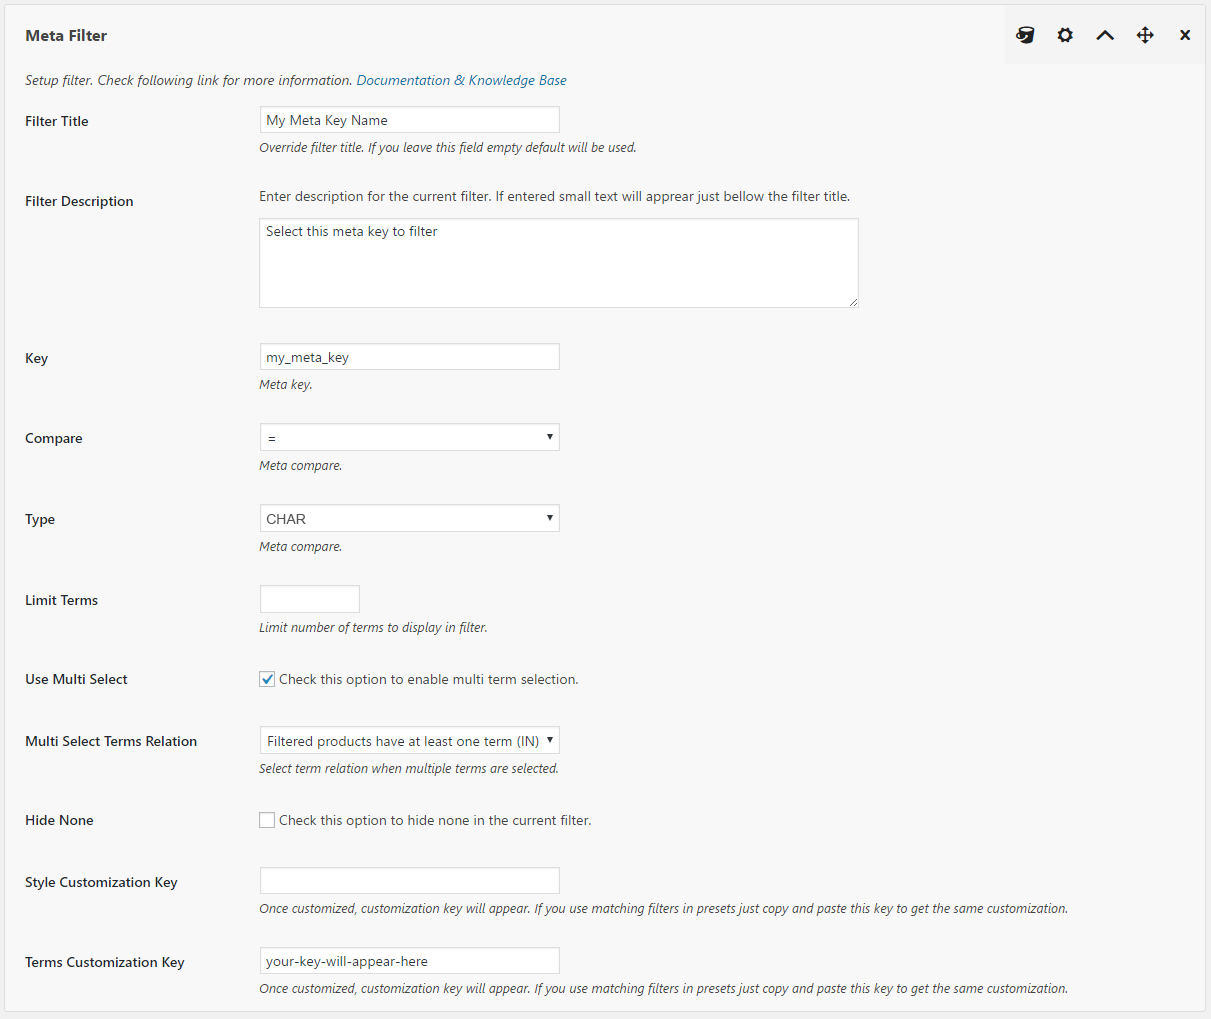 Meta Filter
Setup filter. Check following link for more information. Documentation & Knowledge Base
Filter Title
My Meta Key Name
Override filter title. If you leave this field empty default will be used.
Filter Description
Enter description for the current filter. If entered small text will apprear just bellow the filter title.
Select this meta key to filter
Key
my_meta_key
Meta key.
Compare
=
Meta compare.
Type
CHAR
Meta compare.
Limit Terms
Limit number of terms to display in filter.
Use Multi Select
Check this option to enable multi term selection.
Multi Select Terms Relation
Filtered products have at least one term (IN)
Select term relation when multiple terms are selected.
Hide None
Check this option to hide none in the current filter.
Style Customization Key
Once customized, customization key will appear. If you use matching filters in presets just copy and paste this key to get the same customization.
Terms Customization Key
your-key-will-appear-here
Once customized, customization key will appear. If you use matching filters in presets just copy and paste this key to get the same customization.